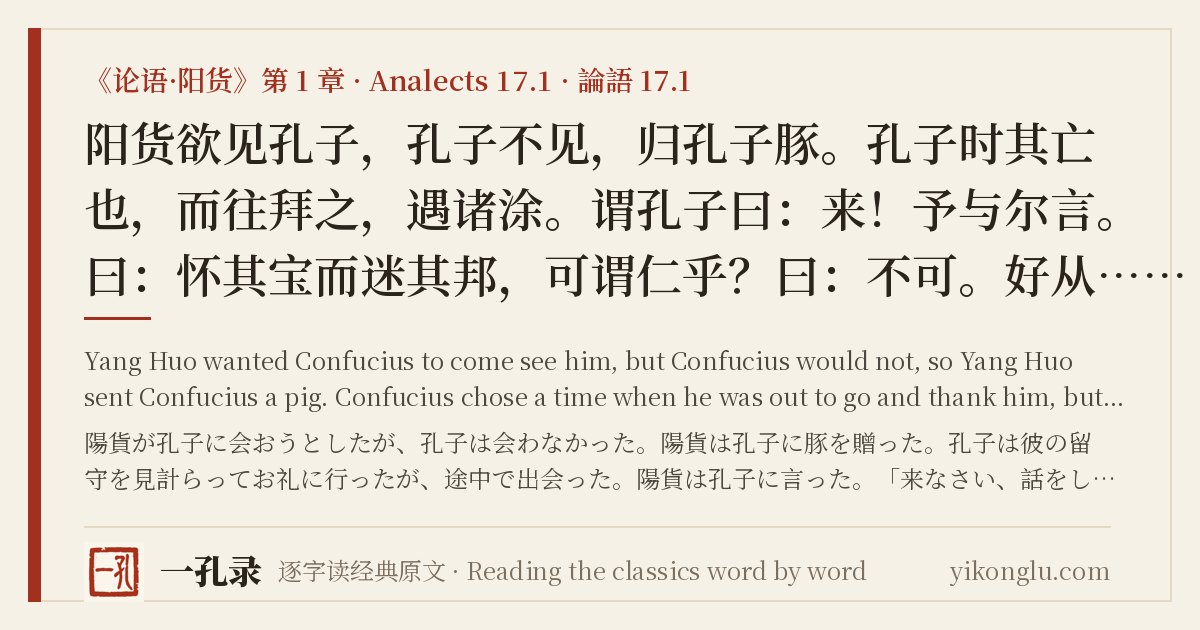 《论语·阳货》第 1 章 · Analects 17.1 · 論語 17.1
阳货欲见孔子，孔子不见，归孔子豚。孔子时其亡
也，而往拜之，遇诸涂。谓孔子曰：来！予与尔言。
曰：怀其宝而迷其邦，可谓仁乎？曰：不可。好从……
Yang Huo wanted Confucius to come see him, but Confucius would not, so Yang Huo
sent Confucius a pig. Confucius chose a time when he was out to go and thank him, but...
陽貨が孔子に会おうとしたが、孔子は会わなかった。陽貨は孔子に豚を贈った。孔子は彼の留
守を見計らってお礼に行ったが、途中で出会った。陽貨は孔子に言った。「来なさい、話をし…
一孔
一孔录 逐字读经典原文 · Reading the classics word by word yikonglu.com